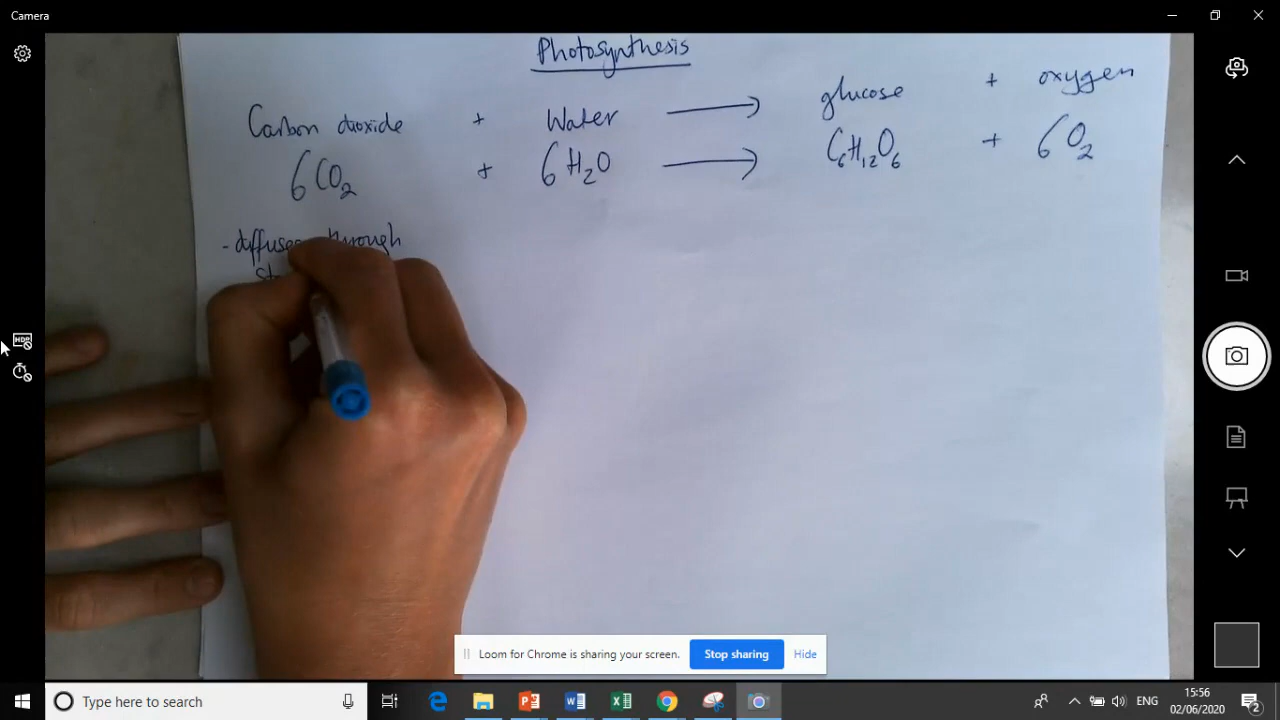 Camera
Photosynthesis
Carbon dioxide + Water → glucose + oxygen
6CO₂ + 6H₂O → C₆H₁₂O₆ + 6O₂
- diffuses through
Loom for Chrome is sharing your screen. Stop sharing Hide
Type here to search
ENG
15:56
02/06/2020
2